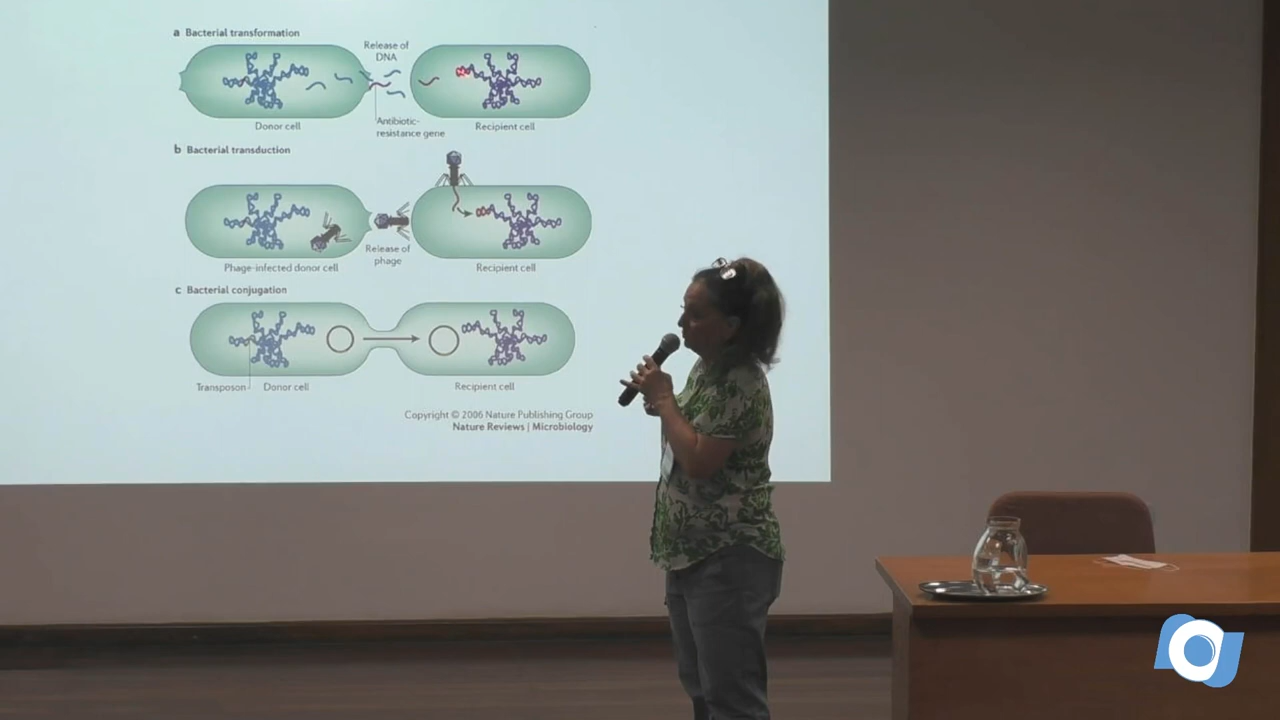 a Bacterial transformation
Release of
DNA
Antibiotic-
resistance gene
Donor cell
Recipient cell
b Bacterial transduction
Release of
phage
Phage-infected donor cell
Recipient cell
c Bacterial conjugation
Transposon
Donor cell
Recipient cell
Copyright © 2006 Nature Publishing Group
Nature Reviews | Microbiology